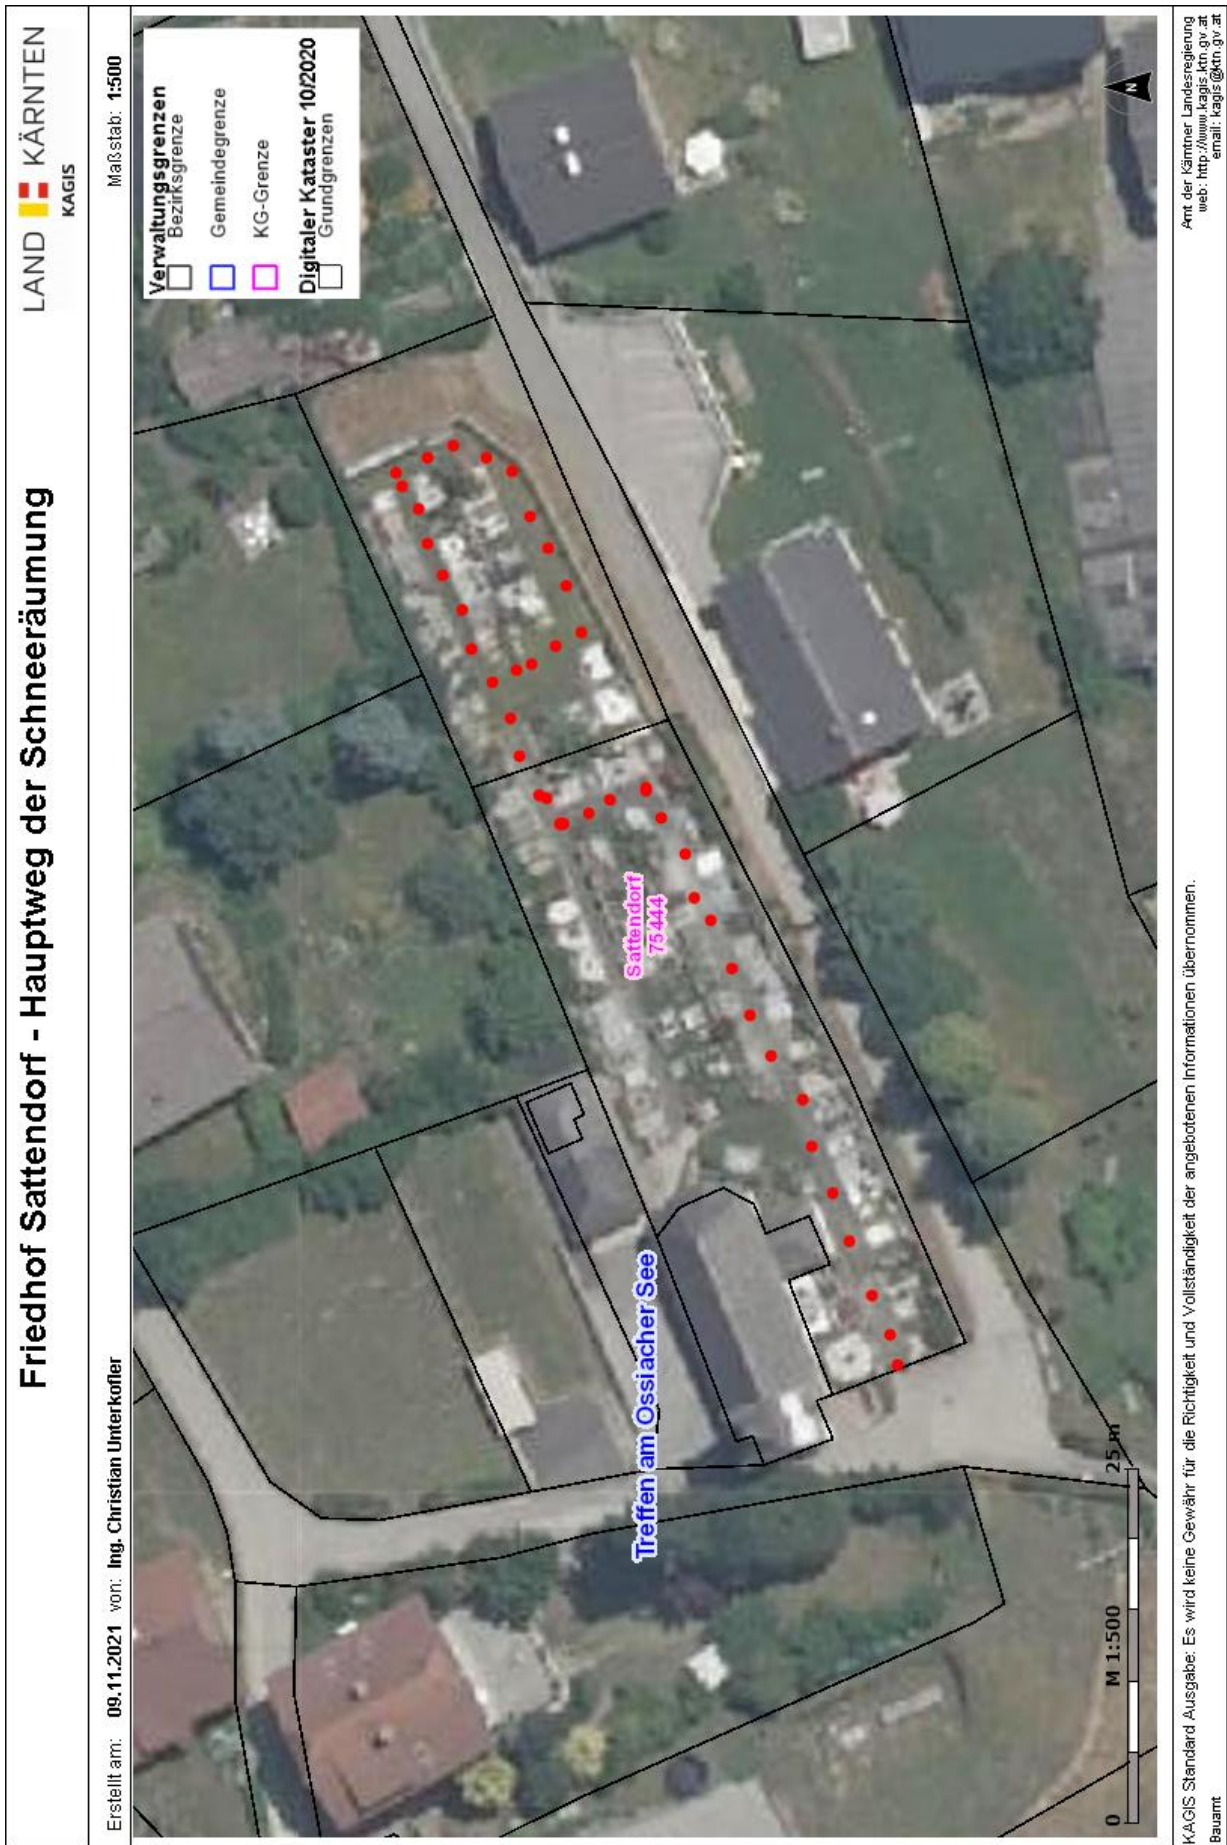 Friedhof Sattendorf - Hauptweg der Schneeräumung
LAND KÄRNTEN
KAGIS
Erstellt am: 09.11.2021 von: Ing. Christian Unterkofler
Maßstab: 1:500
Verwaltungsgrenzen
Bezirksgrenze
Gemeindegrenze
KG-Grenze
Digitaler Kataster 10/2020
Grundgrenzen
Treffen am Ossiacher See
Sattendorf
75444
N
0 M 1:500 25 m
KAGIS Standard Ausgabe: Es wird keine Gewähr für die Richtigkeit und Vollständigkeit der angebotenen Informationen übernommen.
Bauamt
Amt der Kärntner Landesregierung
web: http://www.kagis.ktn.gv.at
email: kagis@ktn.gv.at